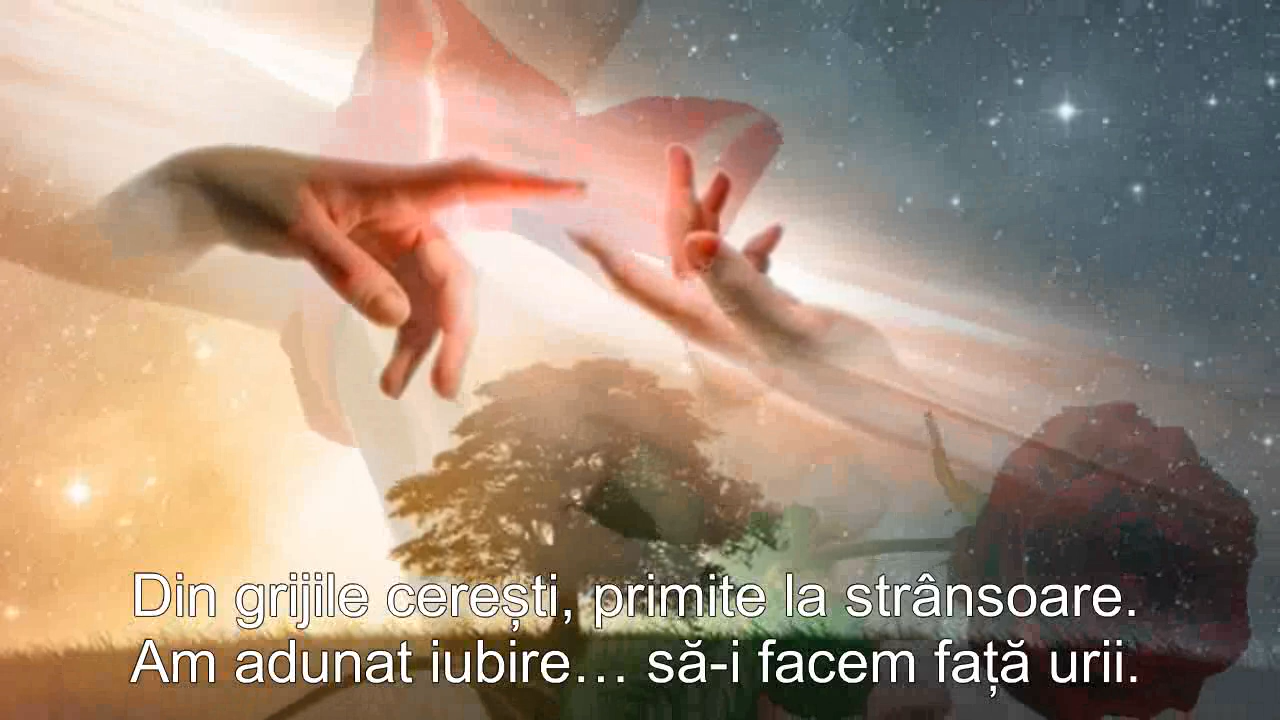 Din grijile cerești, primite la strânsoare.
Am adunat iubire… să-i facem față urii.